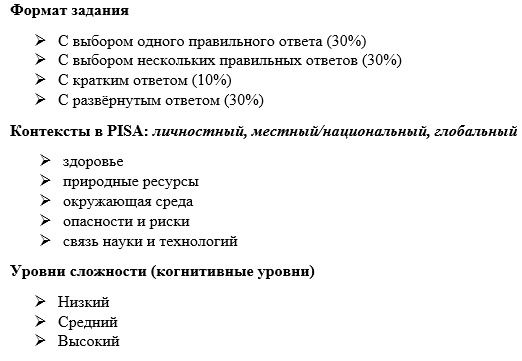 Формат задания
➢ С выбором одного правильного ответа (30%)
➢ С выбором нескольких правильных ответов (30%)
➢ С кратким ответом (10%)
➢ С развёрнутым ответом (30%)
Контексты в PISA: личностный, местный/национальный, глобальный
➢ здоровье
➢ природные ресурсы
➢ окружающая среда
➢ опасности и риски
➢ связь науки и технологий
Уровни сложности (когнитивные уровни)
➢ Низкий
➢ Средний
➢ Высокий